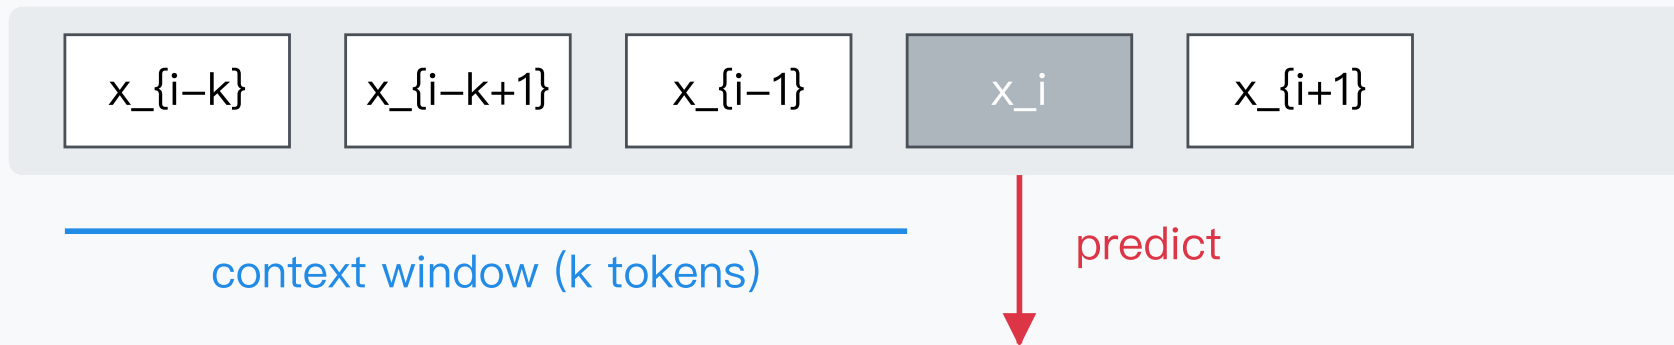 x_{i−k} x_{i−k+1} x_{i−1} x_i x_{i+1}
predict
context window (k tokens)